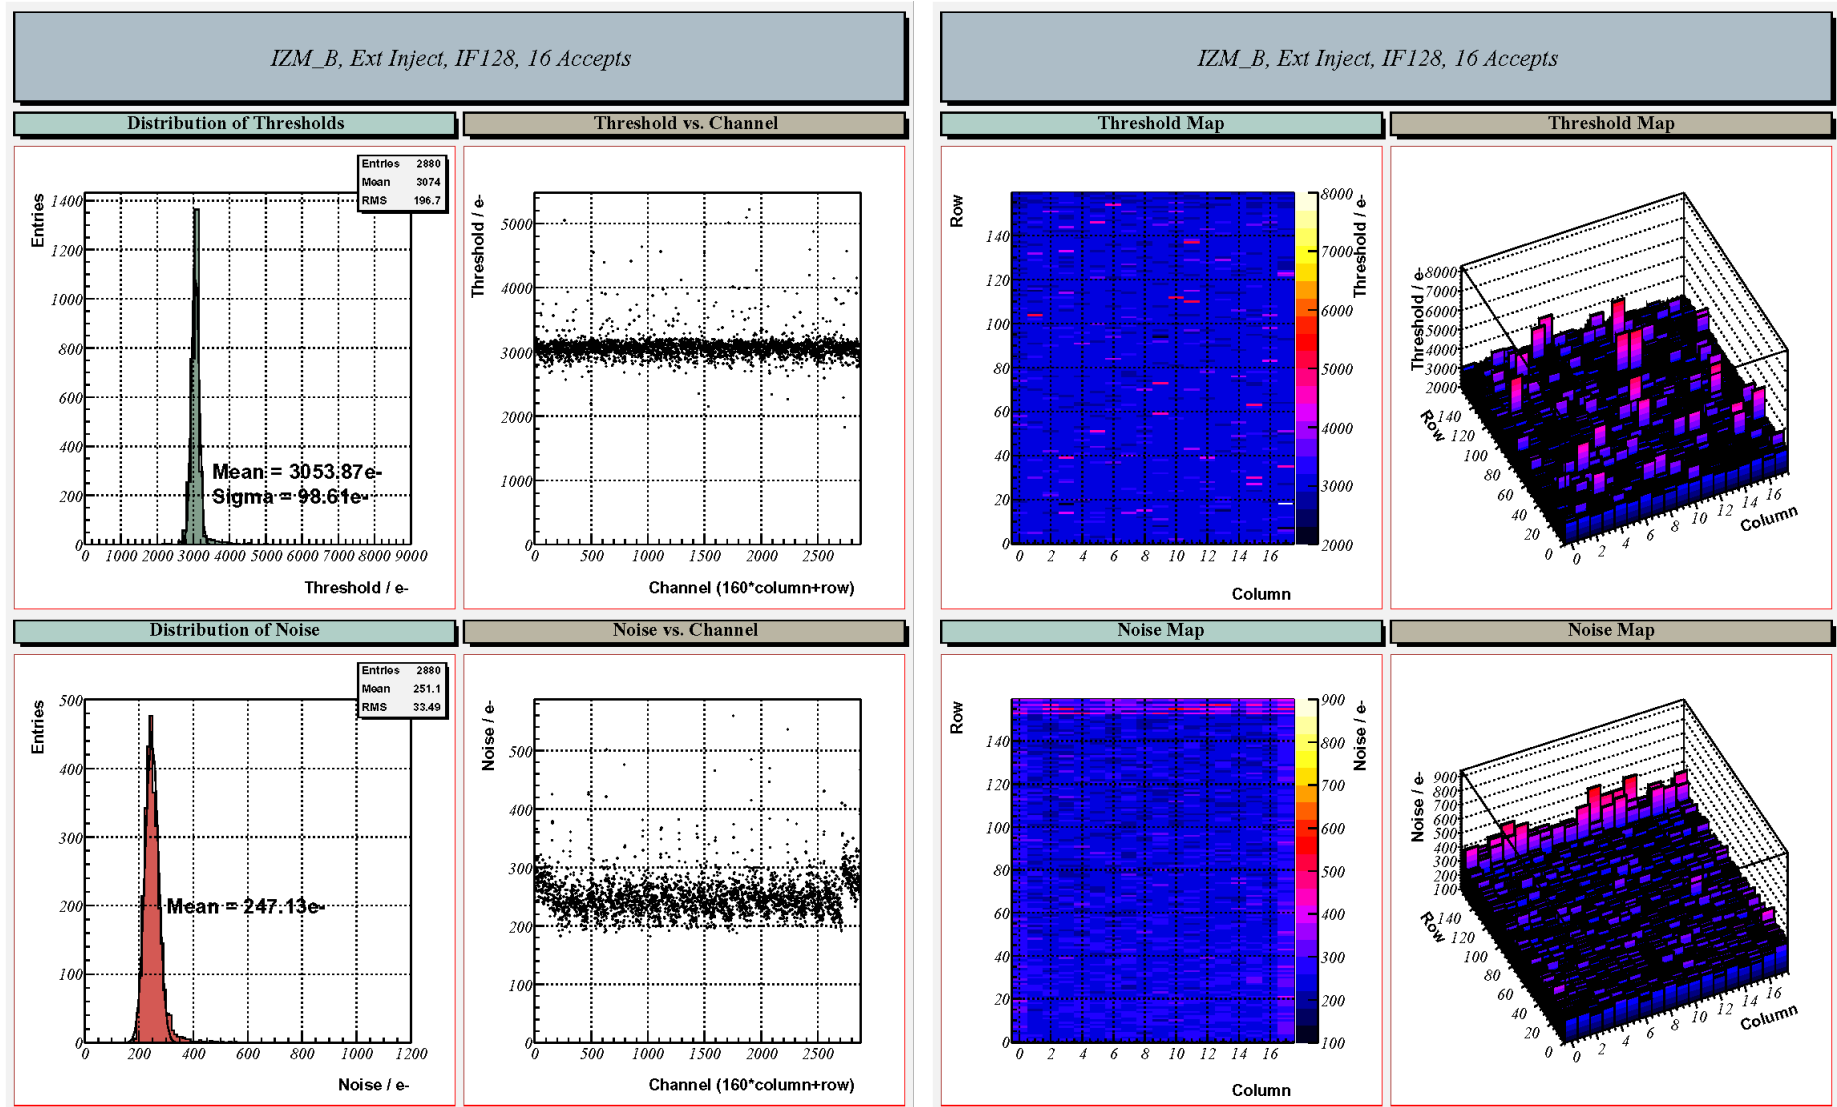 IZM_B, Ext Inject, IF128, 16 Accepts
Distribution of Thresholds
Threshold vs. Channel
Entries 2880
Mean 3074
RMS 196.7
Entries
1400
1200
1000
800
600
400
200
0
Mean = 3053.87e-
Sigma = 98.61e-
0 1000 2000 3000 4000 5000 6000 7000 8000 9000
Threshold / e-
Threshold / e-
5000
4000
3000
2000
1000
0
0 500 1000 1500 2000 2500
Channel (160*column+row)
Distribution of Noise
Noise vs. Channel
Entries 2880
Mean 251.1
RMS 33.49
Entries
500
400
300
200
100
0
Mean = 247.13e-
0 200 400 600 800 1000 1200
Noise / e-
Noise / e-
500
400
300
200
100
0
0 500 1000 1500 2000 2500
Channel (160*column+row)
IZM_B, Ext Inject, IF128, 16 Accepts
Threshold Map
Threshold Map
Row
140
120
100
80
60
40
20
0
0 2 4 6 8 10 12 14 16
Column
8000
7000
6000
5000
4000
3000
2000
Threshold / e-
Threshold / e-
8000
7000
6000
5000
4000
3000
2000
Row
140
120
100
80
60
40
20
0
0 2 4 6 8 10 12 14 16
Column
Noise Map
Noise Map
Row
140
120
100
80
60
40
20
0
0 2 4 6 8 10 12 14 16
Column
900
800
700
600
500
400
300
200
100
Noise / e-
Noise / e-
900
800
700
600
500
400
300
200
100
Row
140
120
100
80
60
40
20
0
0 2 4 6 8 10 12 14 16
Column